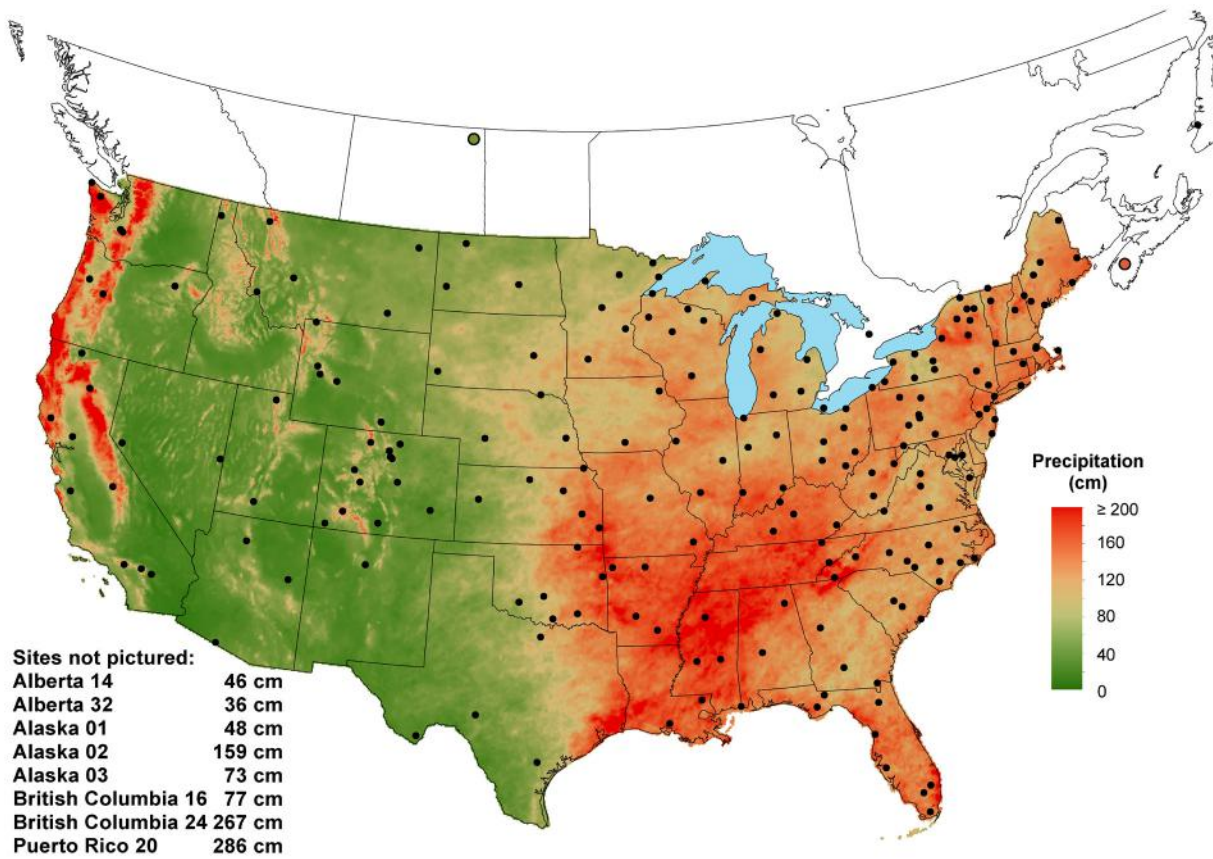 Precipitation
(cm)
≥ 200
160
120
80
40
0
Sites not pictured:
Alberta 14 46 cm
Alberta 32 36 cm
Alaska 01 48 cm
Alaska 02 159 cm
Alaska 03 73 cm
British Columbia 16 77 cm
British Columbia 24 267 cm
Puerto Rico 20 286 cm